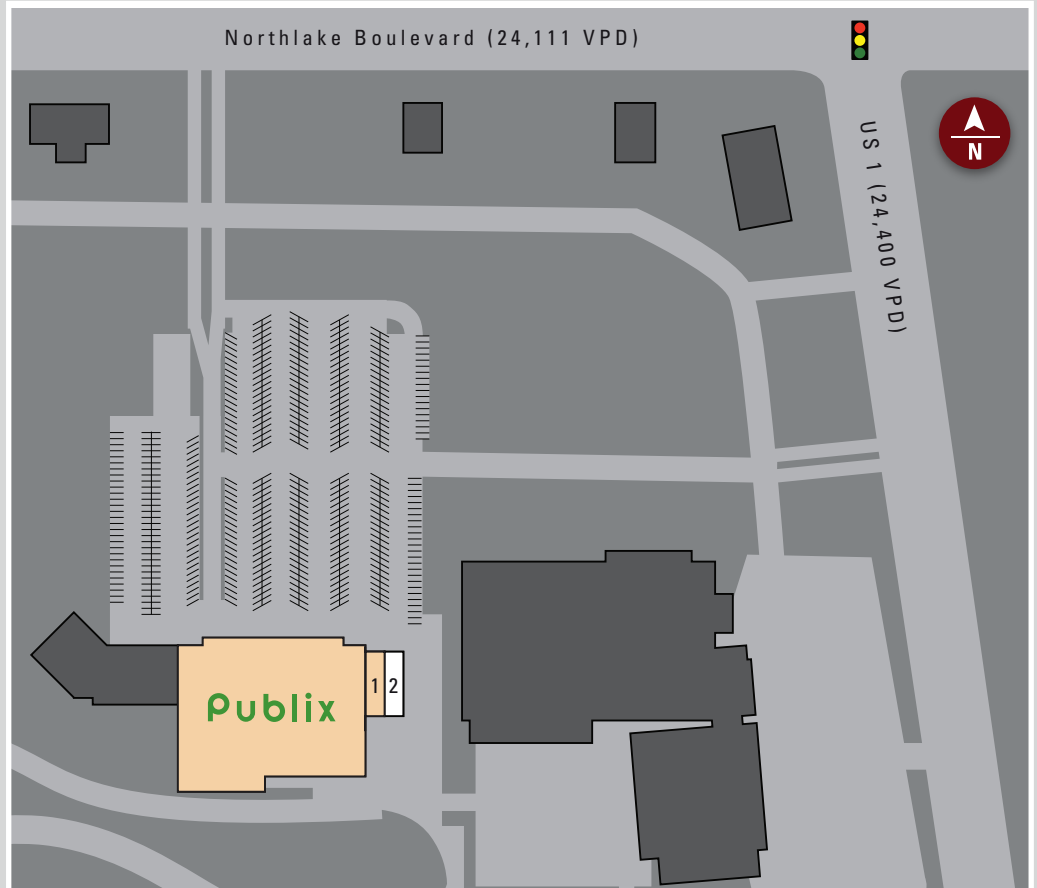 Northlake Boulevard (24,111 VPD)
US 1 (24,400 VPD)
N
Publix
1
2